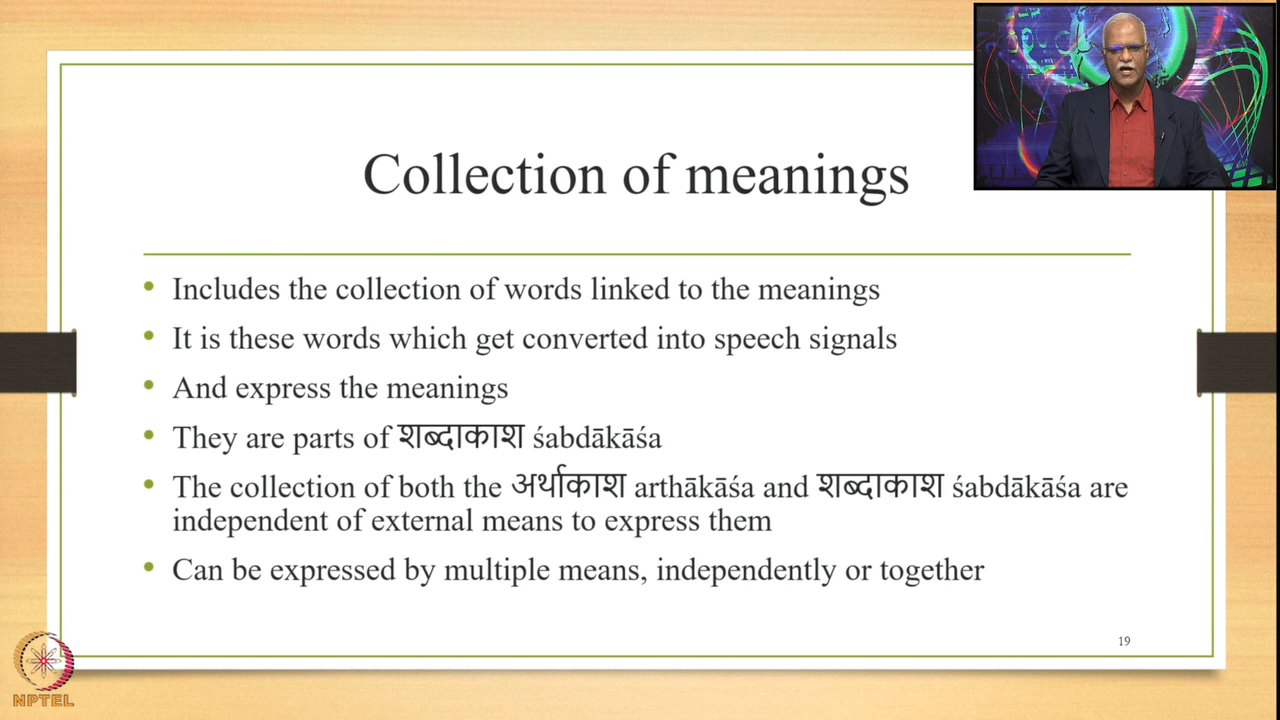 Collection of meanings
Includes the collection of words linked to the meanings
It is these words which get converted into speech signals
And express the meanings
They are parts of शब्दाकाश śabdākāśa
The collection of both the अर्थाकाश arthākāśa and शब्दाकाश śabdākāśa are
independent of external means to express them
Can be expressed by multiple means, independently or together
19
NPTEL